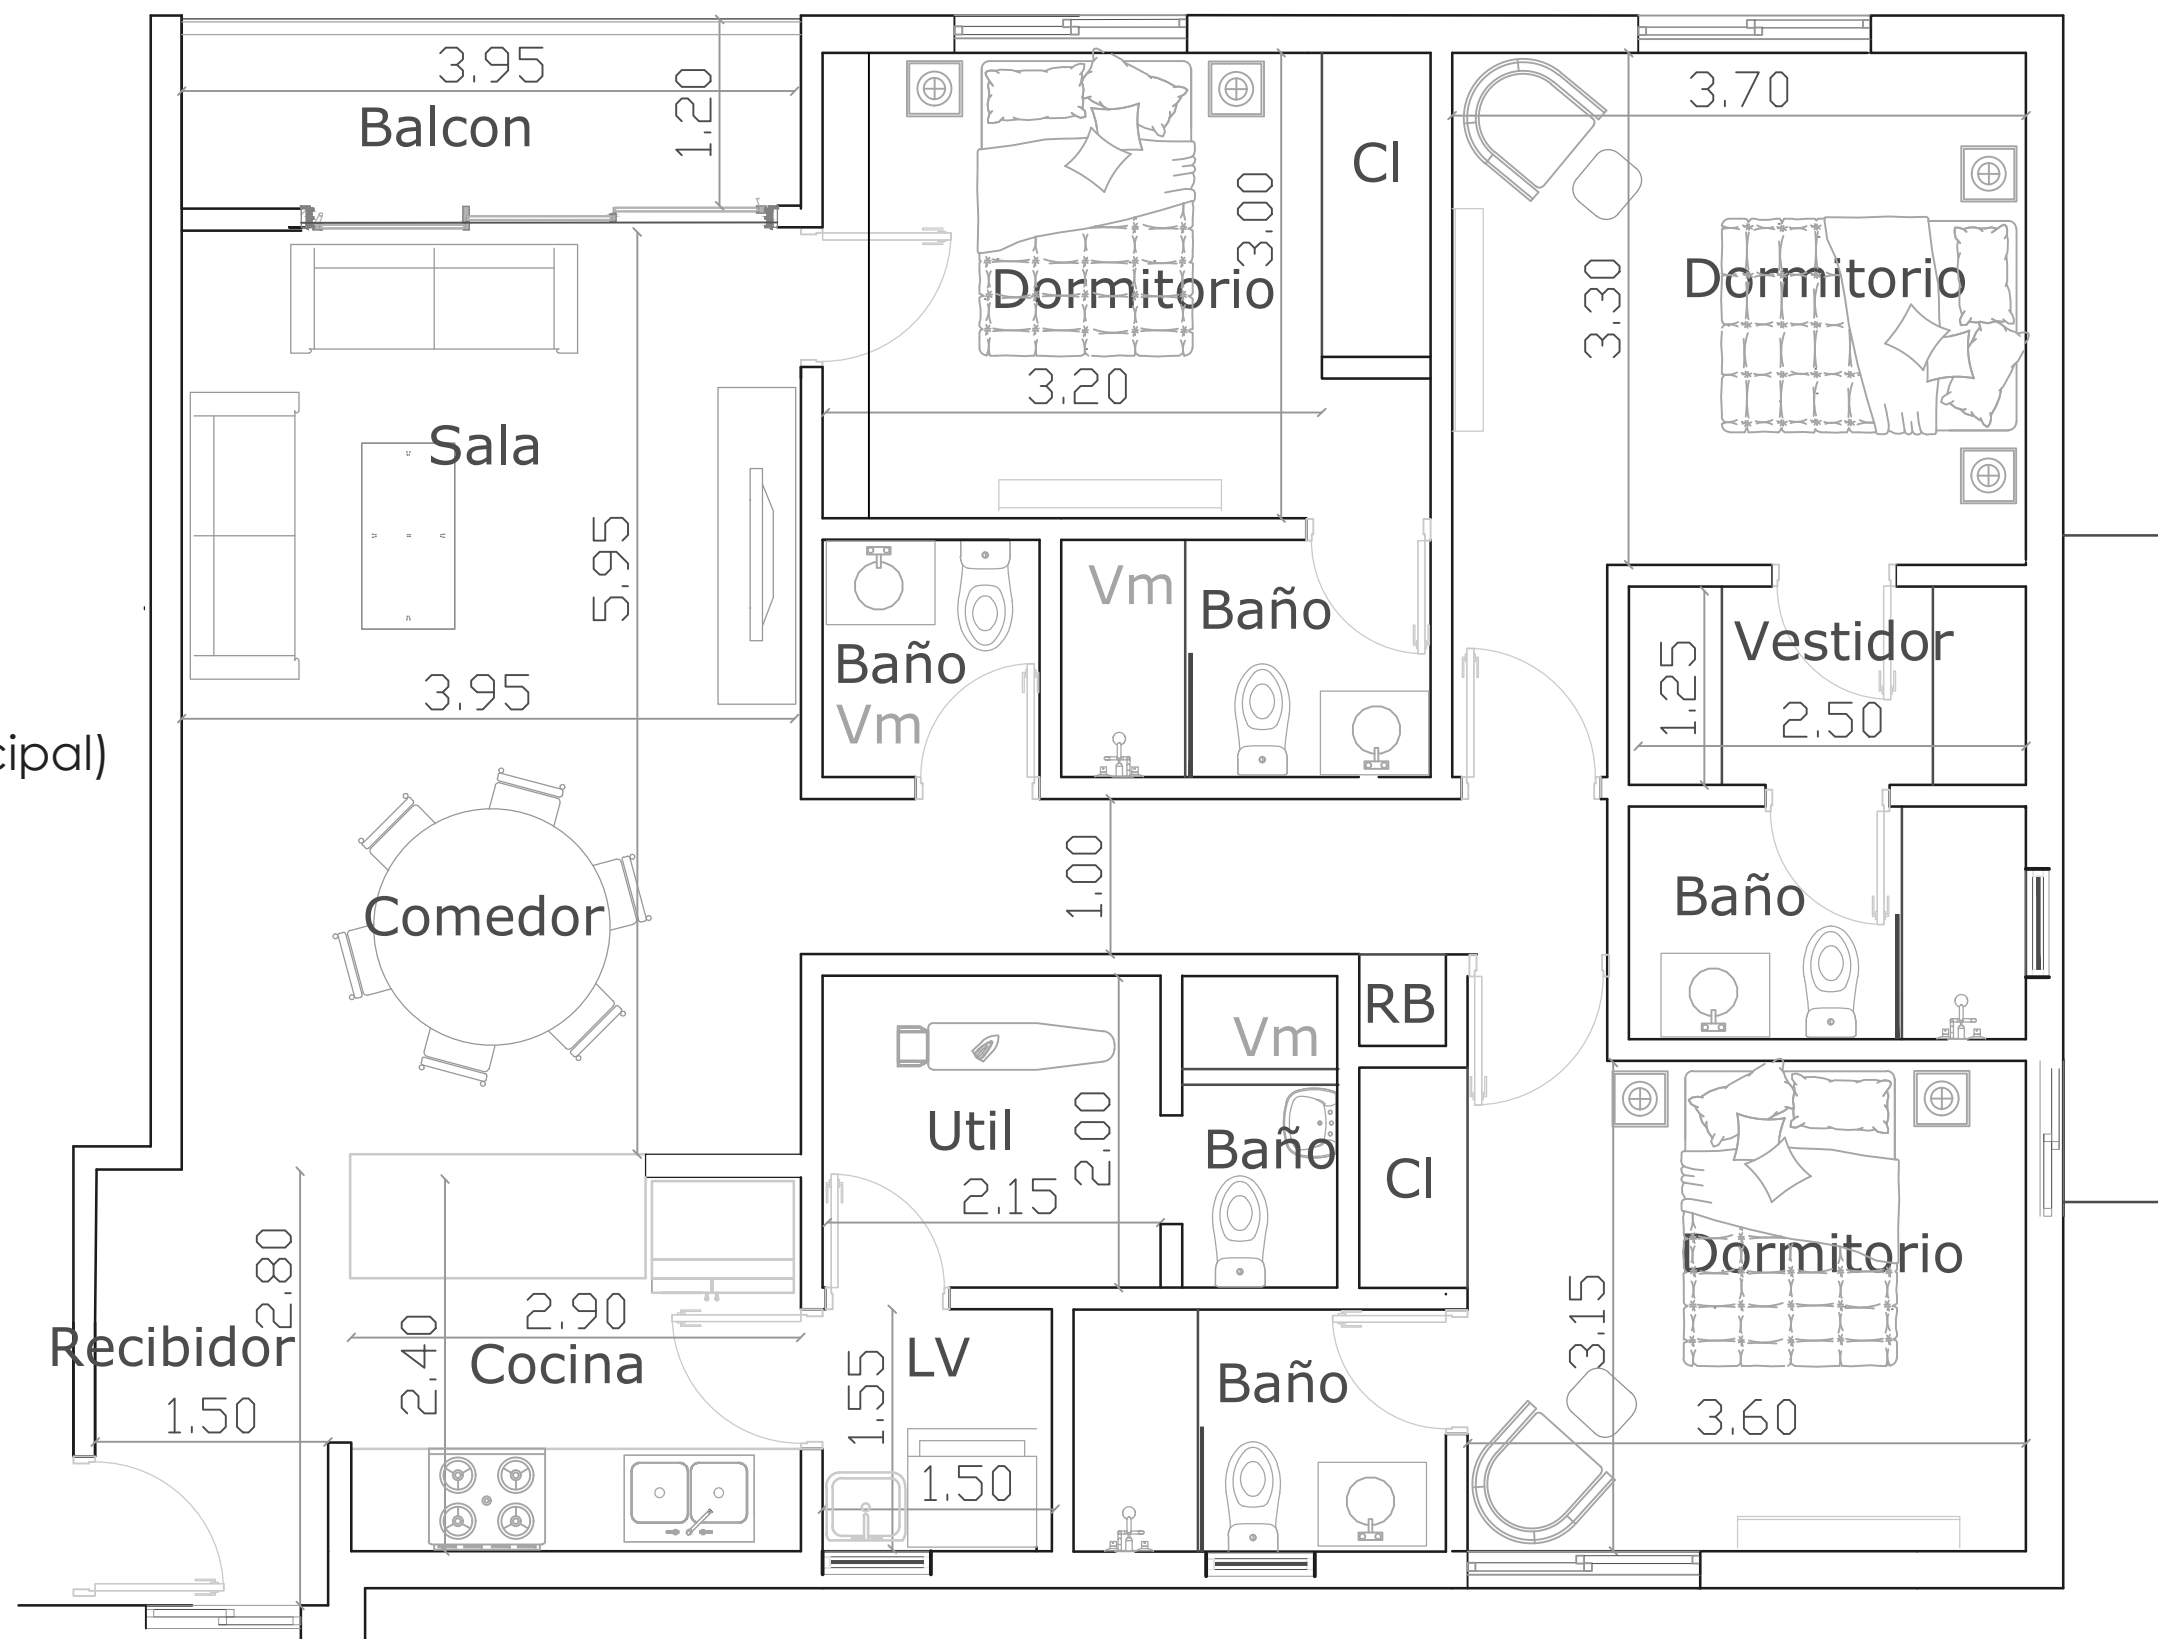 3.95
Balcon
1.20
3.70
Cl
3.00
Dormitorio
3.30
Dormitorio
3.20
Sala
5.95
Vm
Baño
Baño
Vm
Vestidor
1.25
2.50
3.95
cipal)
Comedor
1.00
Baño
RB
Vm
Util
2.00
Baño
Cl
2.15
Dormitorio
2.80
Recibidor
1.50
2.90
2.40
Cocina
LV
1.55
1.50
Baño
3.15
3.60